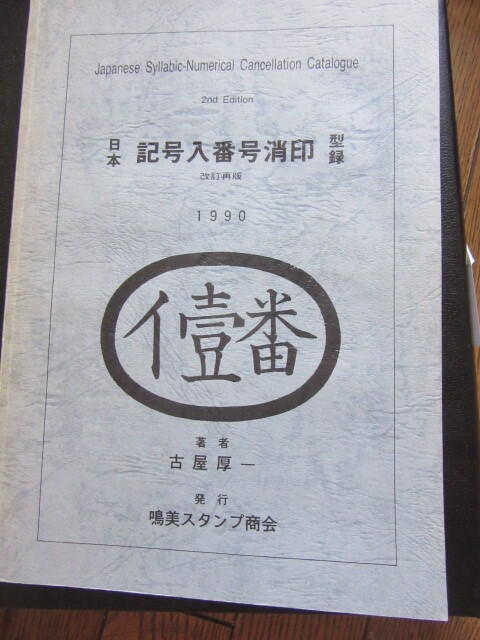 Japanese Syllabic-Numerical Cancellation Catalogue
2nd Edition
日本 記号入番号消印 型録
改訂再版
1990
イ壹番
著者
古屋厚一
発行
鳴美スタンプ商会